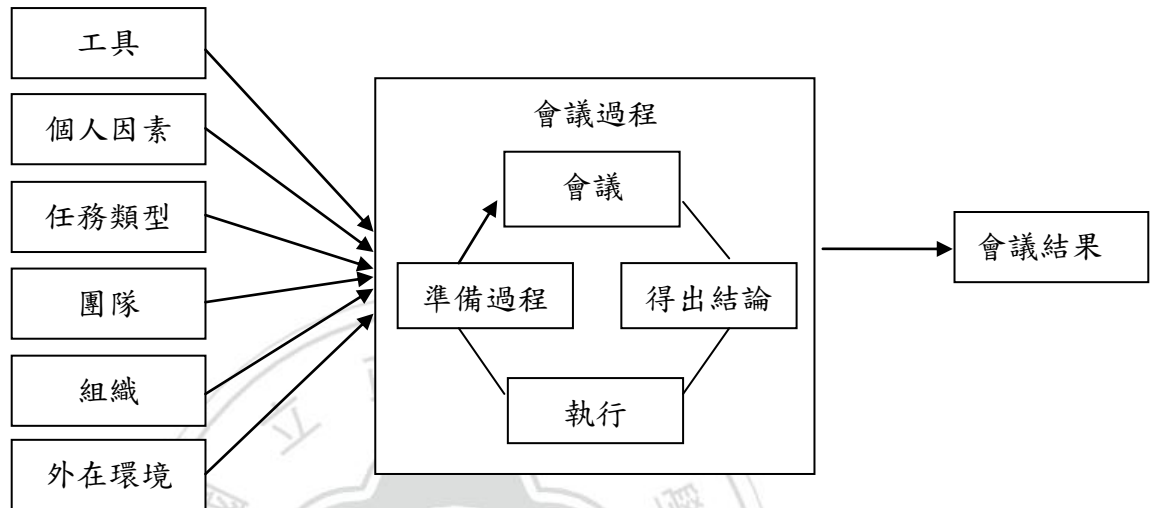 工具
個人因素
任務類型
團隊
組織
外在環境
會議過程
會議
準備過程
得出結論
執行
會議結果
立